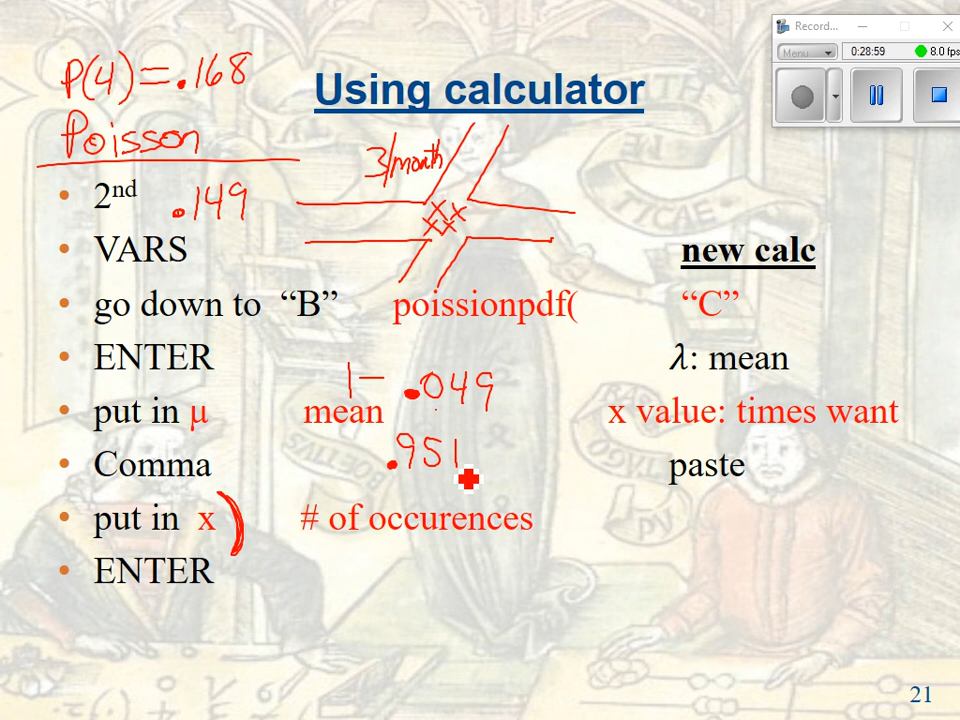 Record...
Menu
0:28:59
8.0 fps
P(4) = .168
Using calculator
Poisson
3/month
• 2nd
.149
• VARS
new calc
• go down to “B” poissionpdf( “C”
• ENTER
λ: mean
1 - .049
• put in μ mean
x value: times want
.951
• Comma
paste
• put in x ) # of occurences
• ENTER
21